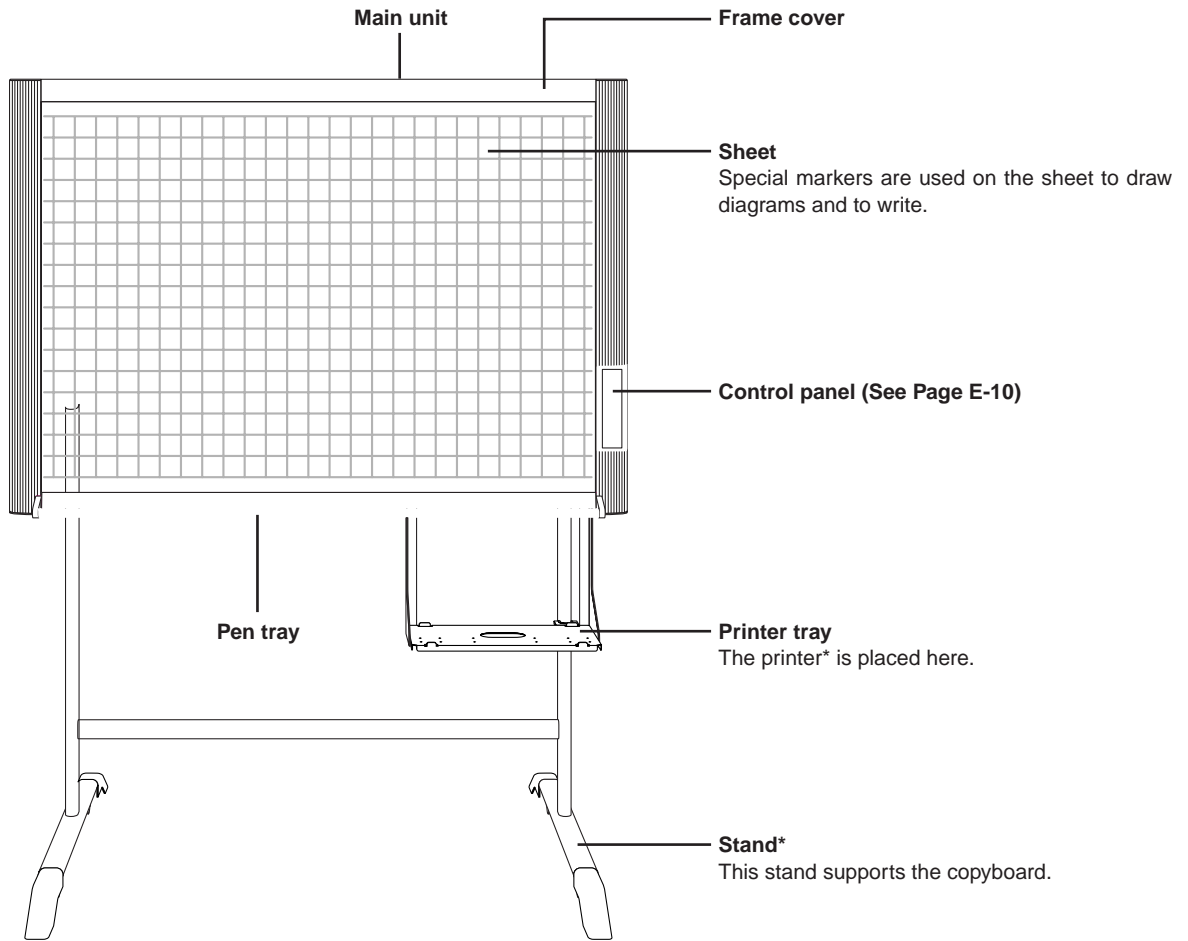 Main unit
Frame cover
Sheet
Special markers are used on the sheet to draw
diagrams and to write.
Control panel (See Page E-10)
Pen tray
Printer tray
The printer* is placed here.
Stand*
This stand supports the copyboard.